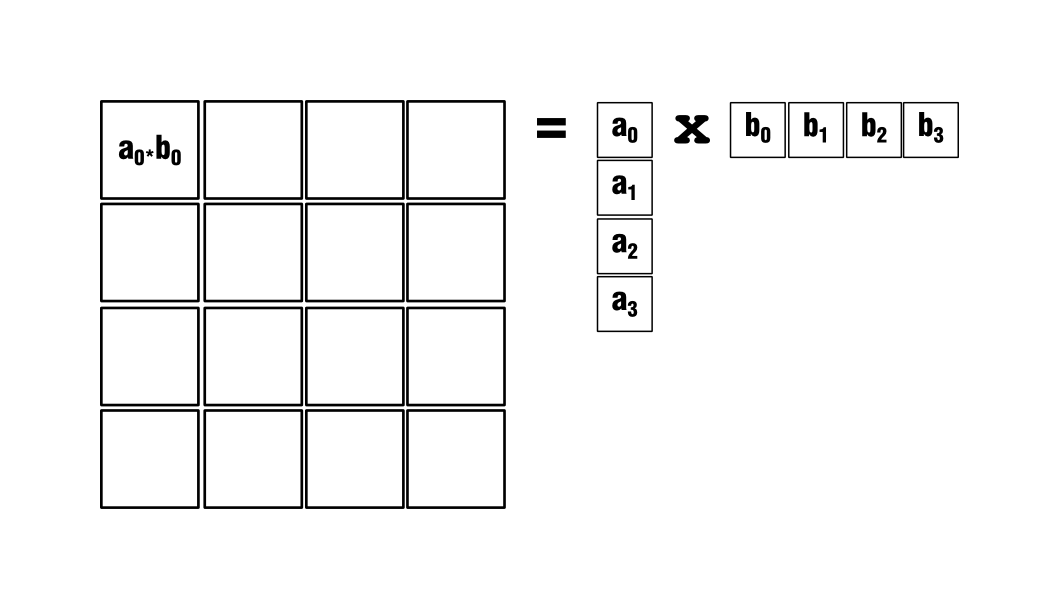 a₀*b₀ = a₀ x b₀ b₁ b₂ b₃
a₁
a₂
a₃